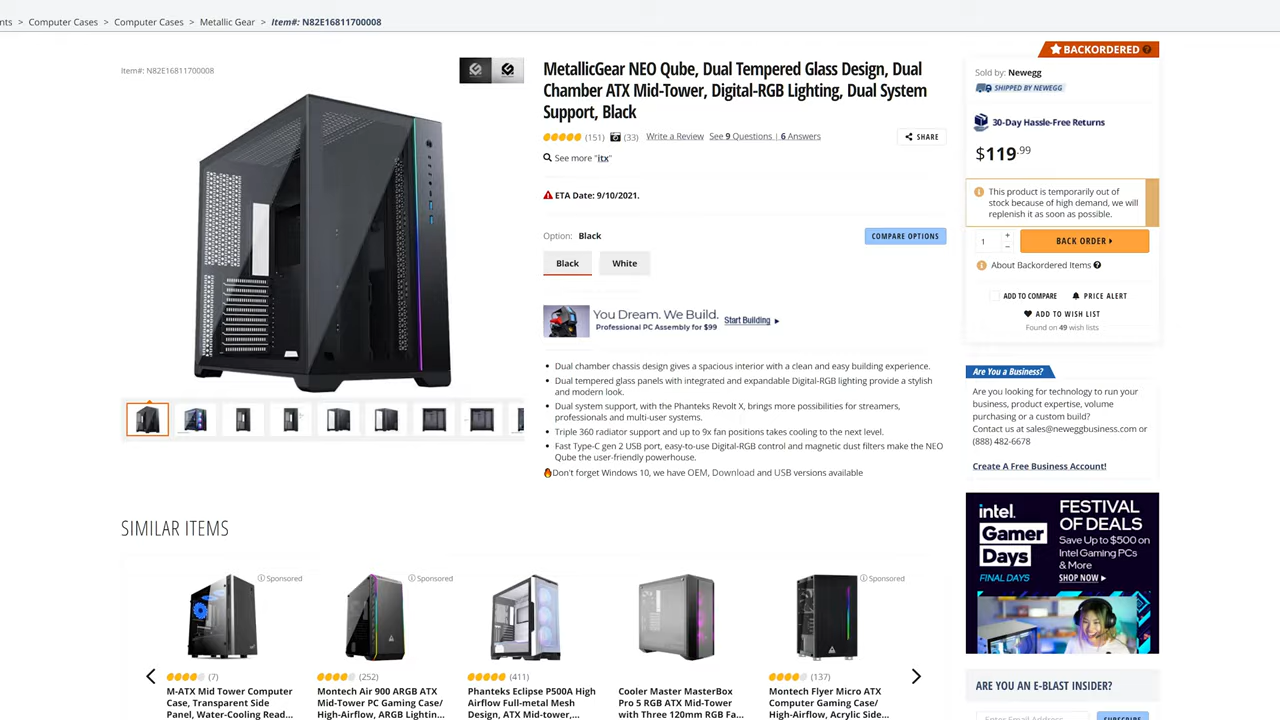 nts > Computer Cases > Computer Cases > Metallic Gear > Item#: N82E16811700008
Item#: N82E16811700008
MetallicGear NEO Qube, Dual Tempered Glass Design, Dual
Chamber ATX Mid-Tower, Digital-RGB Lighting, Dual System
Support, Black
(151) (33) Write a Review See 9 Questions | 6 Answers
SHARE
See more "itx"
ETA Date: 9/10/2021.
Option: Black
COMPARE OPTIONS
Black
White
You Dream. We Build.
Professional PC Assembly for $99
Start Building
• Dual chamber chassis design gives a spacious interior with a clean and easy building experience.
• Dual tempered glass panels with integrated and expandable Digital-RGB lighting provide a stylish
and modern look.
• Dual system support, with the Phanteks Revolt X, brings more possibilities for streamers,
professionals and multi-user systems.
• Triple 360 radiator support and up to 9x fan positions takes cooling to the next level.
• Fast Type-C gen 2 USB port, easy-to-use Digital-RGB control and magnetic dust filters make the NEO
Qube the user-friendly powerhouse.
Don't forget Windows 10, we have OEM, Download and USB versions available
BACKORDERED
Sold by: Newegg
SHIPPED BY NEWEGG
30-Day Hassle-Free Returns
$119.99
This product is temporarily out of
stock because of high demand, we will
replenish it as soon as possible.
1
BACK ORDER
About Backordered Items
ADD TO COMPARE
PRICE ALERT
ADD TO WISH LIST
Found on 49 wish lists
Are You a Business?
Are you looking for technology to run your
business, product expertise, volume
purchasing or a custom build?
Contact us at sales@neweggbusiness.com or
(888) 482-6678
Create A Free Business Account!
intel.
Gamer
Days
FINAL DAYS
FESTIVAL
OF DEALS
Save Up to $500 on
Intel Gaming PCs
& More
SHOP NOW
ARE YOU AN E-BLAST INSIDER?
Enter Email Address
SUBSCRIBE
SIMILAR ITEMS
Sponsored
(7)
M-ATX Mid Tower Computer
Case, Transparent Side
Panel, Water-Cooling Read...
Sponsored
(252)
Montech Air 900 ARGB ATX
Mid-Tower PC Gaming Case/
High-Airflow, ARGB Lightin...
(411)
Phanteks Eclipse P500A High
Airflow Full-metal Mesh
Design, ATX Mid-tower,...
Cooler Master MasterBox
Pro 5 RGB ATX Mid-Tower
with Three 120mm RGB Fa...
Sponsored
(137)
Montech Flyer Micro ATX
Computer Gaming Case/
High-Airflow, Acrylic Side...